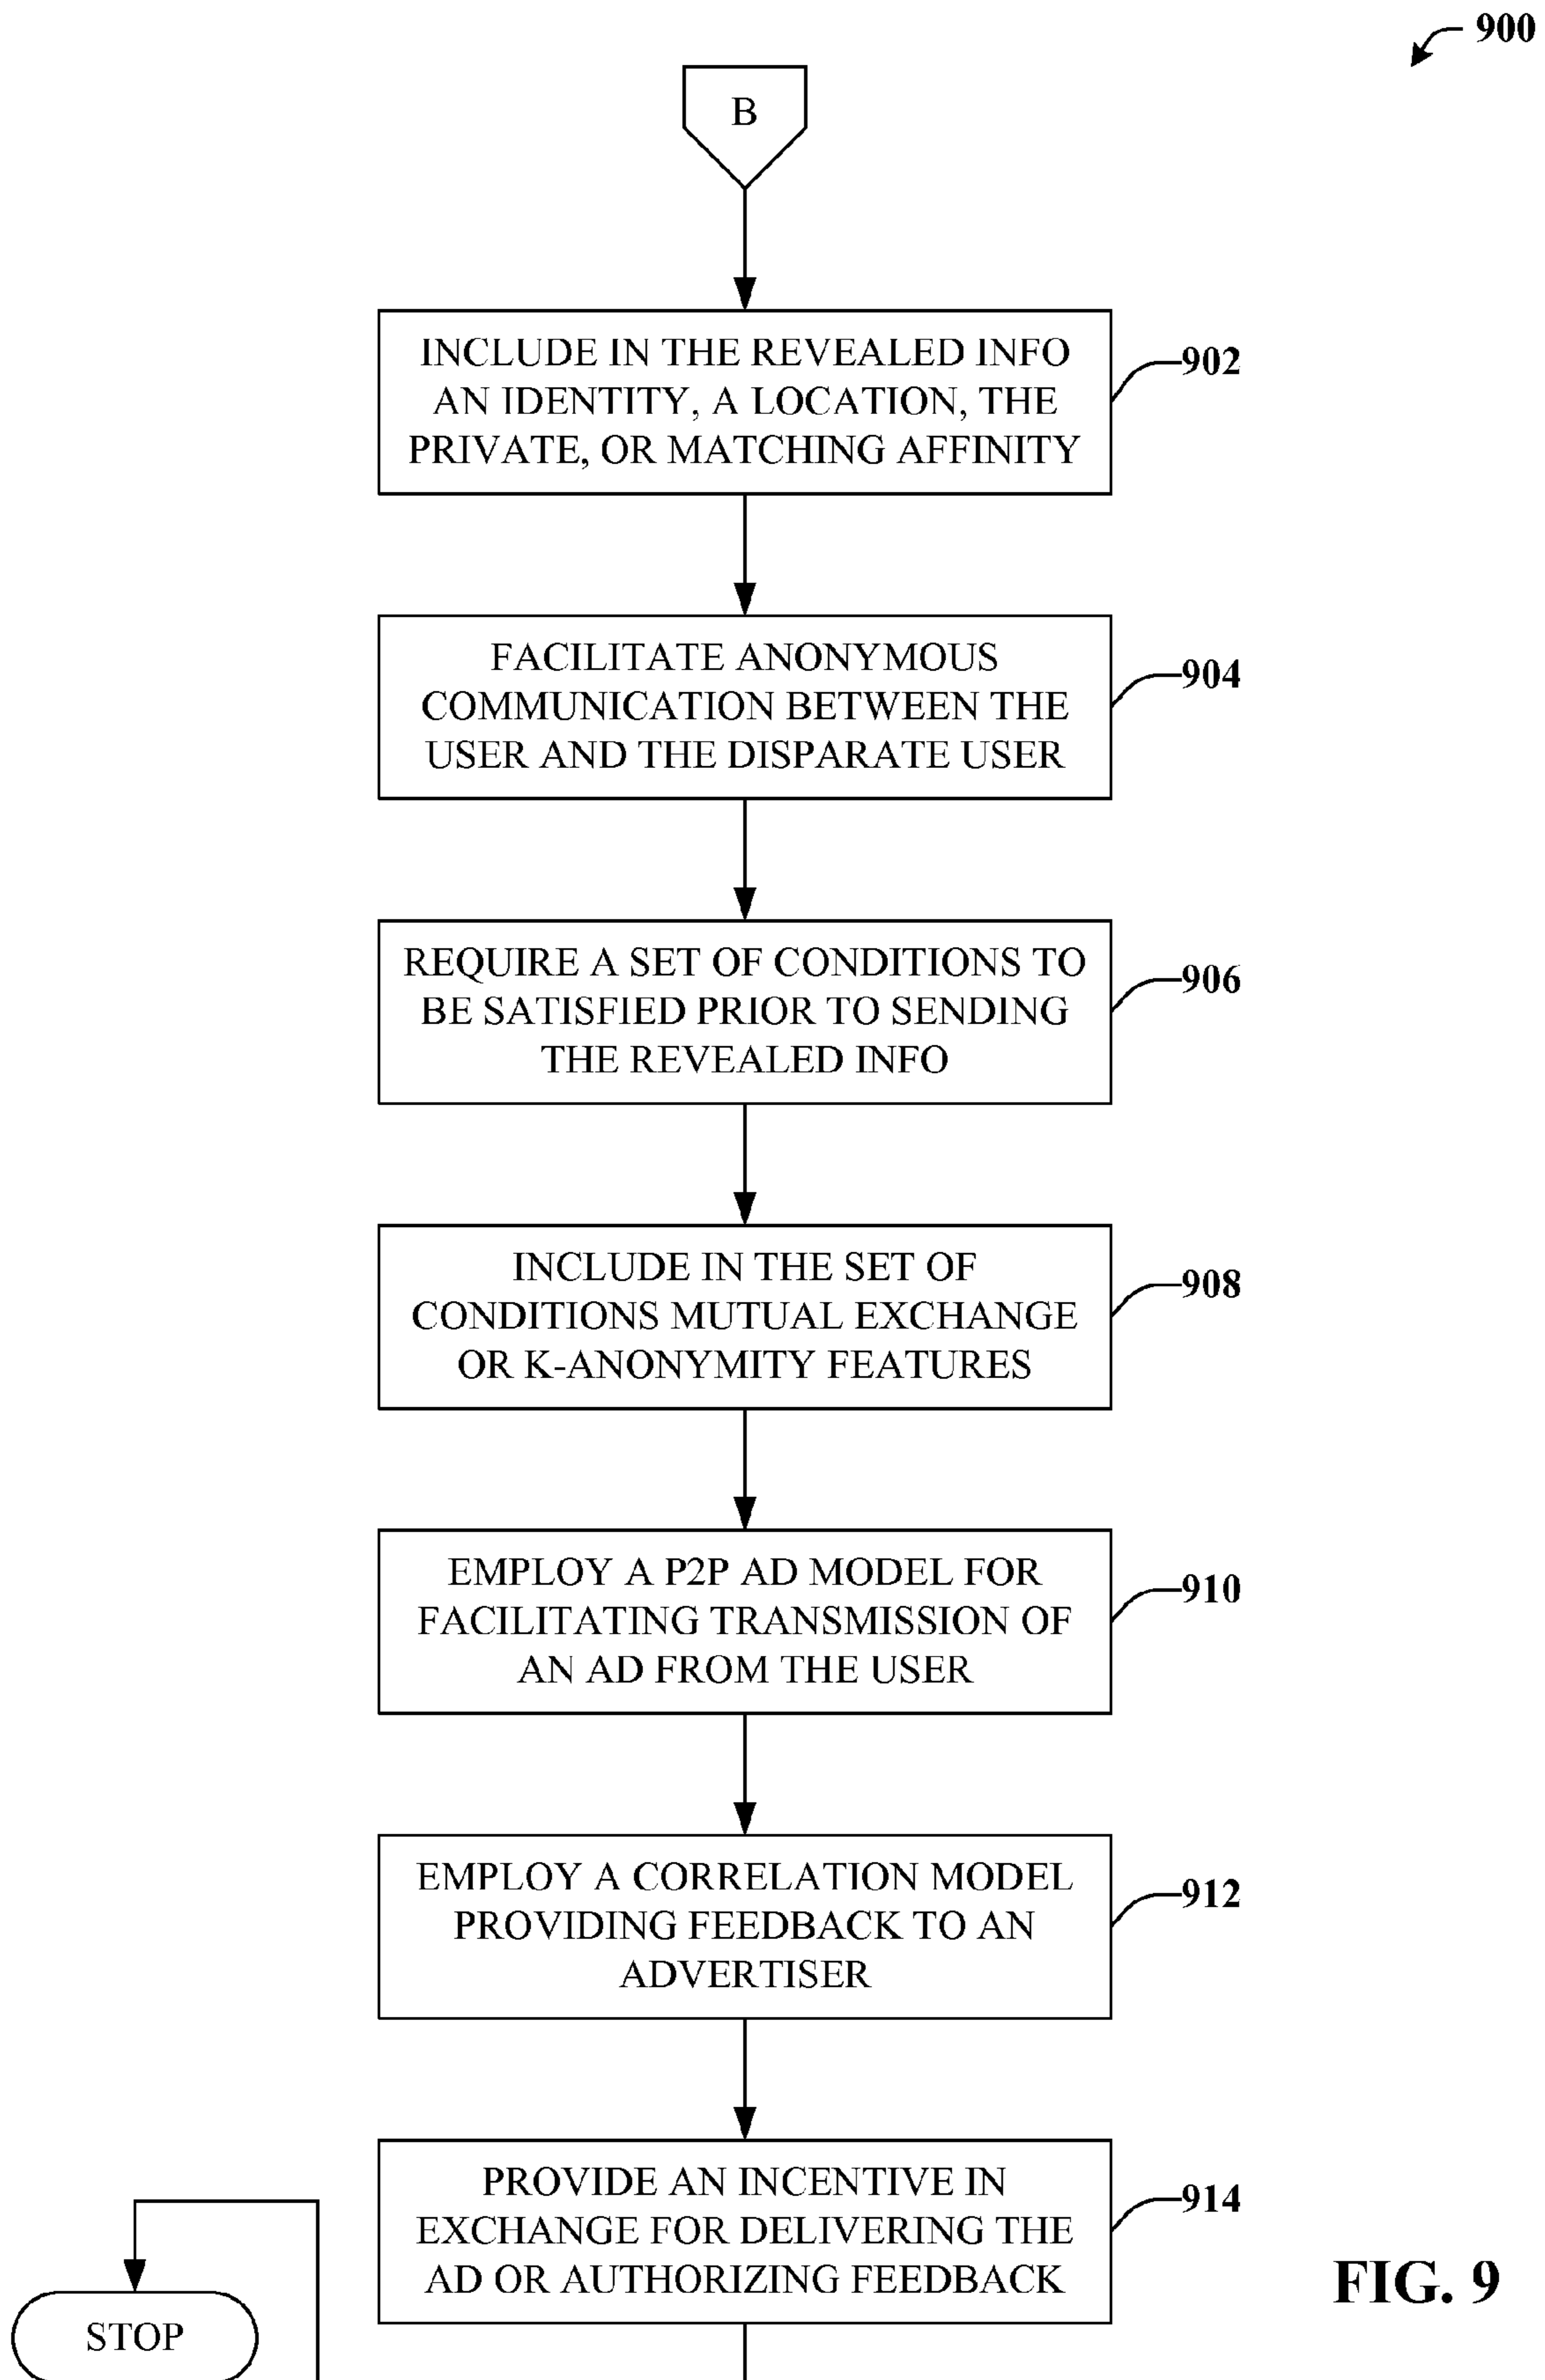 900
B
INCLUDE IN THE REVEALED INFO
AN IDENTITY, A LOCATION, THE
PRIVATE, OR MATCHING AFFINITY
902
FACILITATE ANONYMOUS
COMMUNICATION BETWEEN THE
USER AND THE DISPARATE USER
904
REQUIRE A SET OF CONDITIONS TO
BE SATISFIED PRIOR TO SENDING
THE REVEALED INFO
906
INCLUDE IN THE SET OF
CONDITIONS MUTUAL EXCHANGE
OR K-ANONYMITY FEATURES
908
EMPLOY A P2P AD MODEL FOR
FACILITATING TRANSMISSION OF
AN AD FROM THE USER
910
EMPLOY A CORRELATION MODEL
PROVIDING FEEDBACK TO AN
ADVERTISER
912
PROVIDE AN INCENTIVE IN
EXCHANGE FOR DELIVERING THE
AD OR AUTHORIZING FEEDBACK
914
STOP
FIG. 9